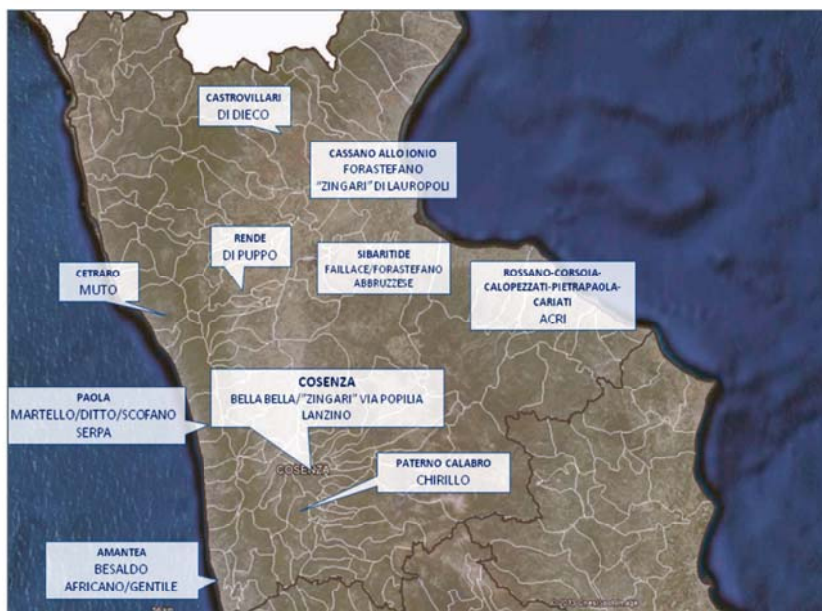 CASTROVILLARI
DI DIECO
CASSANO ALLO IONIO
FORASTEFANO
"ZINGARI" DI LAUROPOLI
RENDE
DI PUPPO
SIBARITIDE
FAILLACE/FORASTEFANO
ABBRUZZESE
ROSSANO-CORSOIA-
CALOPEZZATI-PIETRAPAOLA-
CARIATI
ACRI
CETRARO
MUTO
COSENZA
BELLA BELLA/"ZINGARI" VIA POPILIA
LANZINO
PAOLA
MARTELLO/DITTO/SCOFANO
SERPA
COSENZA
PATERNO CALABRO
CHIRILLO
AMANTEA
BESALDO
AFRICANO/GENTILE